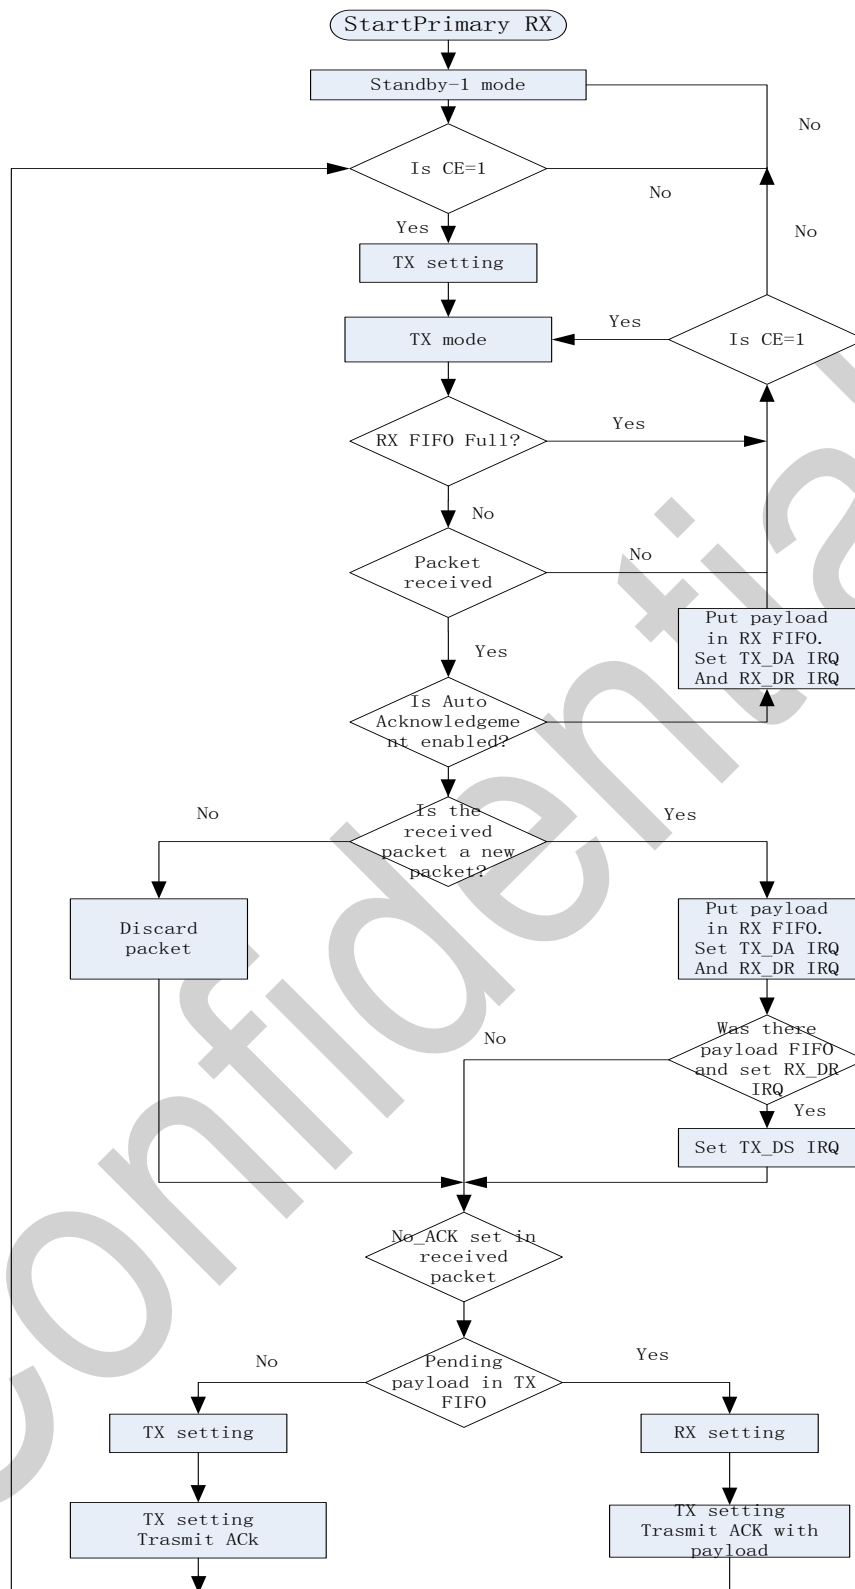 StartPrimary RX
Standby-1 mode
No
Is CE=1
No
Yes
No
TX setting
Yes
TX mode
Is CE=1
RX FIFO Full?
Yes
No
Packet
received
No
Put payload
in RX FIFO.
Set TX_DA IRQ
And RX_DR IRQ
Yes
Is Auto
Acknowledgeme
nt enabled?
No
Is the
received
packet a new
packet?
Yes
Discard
packet
Put payload
in RX FIFO.
Set TX_DA IRQ
And RX_DR IRQ
No
Was there
payload FIFO
and set RX_DR
IRQ
Yes
Set TX_DS IRQ
No_ACK set in
received
packet
No
Pending
payload in TX
FIFO
Yes
TX setting
RX setting
TX setting
Trasmit ACk
TX setting
Trasmit ACK with
payload
Confidential